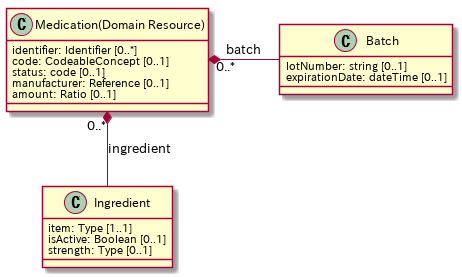 C Medication(Domain Resource)
identifier: Identifier [0..*]
code: CodeableConcept [0..1]
status: code [0..1]
manufacturer: Reference [0..1]
amount: Ratio [0..1]
batch
0..*
C Batch
lotNumber: string [0..1]
expirationDate: dateTime [0..1]
0..*
ingredient
C Ingredient
item: Type [1..1]
isActive: Boolean [0..1]
strength: Type [0..1]